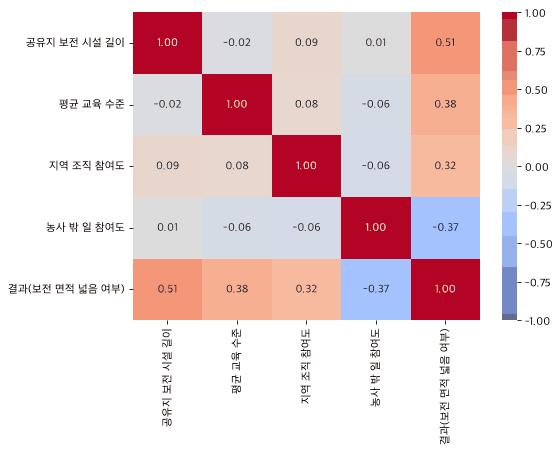 공유지 보전 시설 길이 1.00 -0.02 0.09 0.01 0.51
평균 교육 수준 -0.02 1.00 0.08 -0.06 0.38
지역 조직 참여도 0.09 0.08 1.00 -0.06 0.32
농사 밖 일 참여도 0.01 -0.06 -0.06 1.00 -0.37
결과(보전 면적 넓음 여부) 0.51 0.38 0.32 -0.37 1.00
공유지 보전 시설 길이
평균 교육 수준
지역 조직 참여도
농사 밖 일 참여도
결과(보전 면적 넓음 여부)
1.00
0.75
0.50
0.25
0.00
-0.25
-0.50
-0.75
-1.00